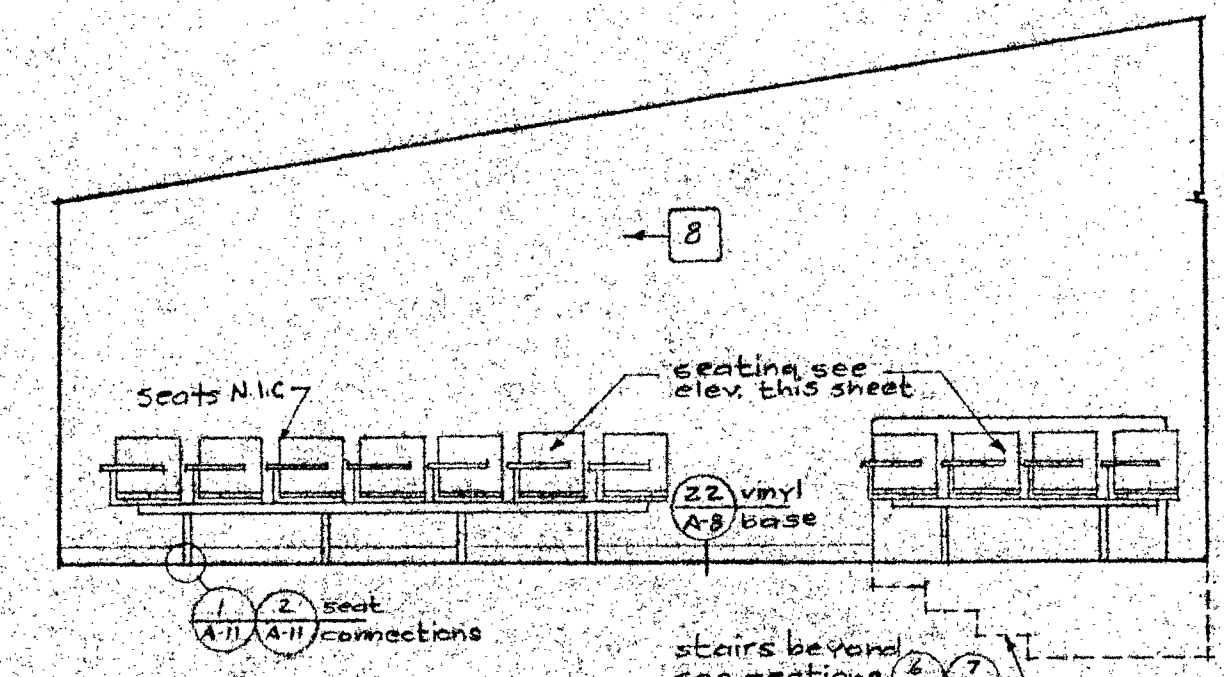 8
seats N.I.C
seating see
elev. this sheet
22 vinyl
A-8 base
1 2 seat
A-11 A-11 connections
stairs beyond
see sections 6 7